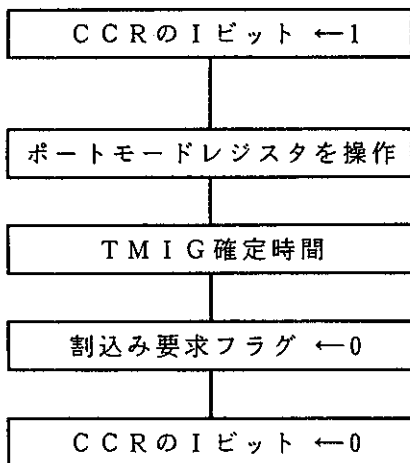 CCRのIビット ←1
ポートモードレジスタを操作
TMIG確定時間
割込み要求フラグ ←0
CCRのIビット ←0